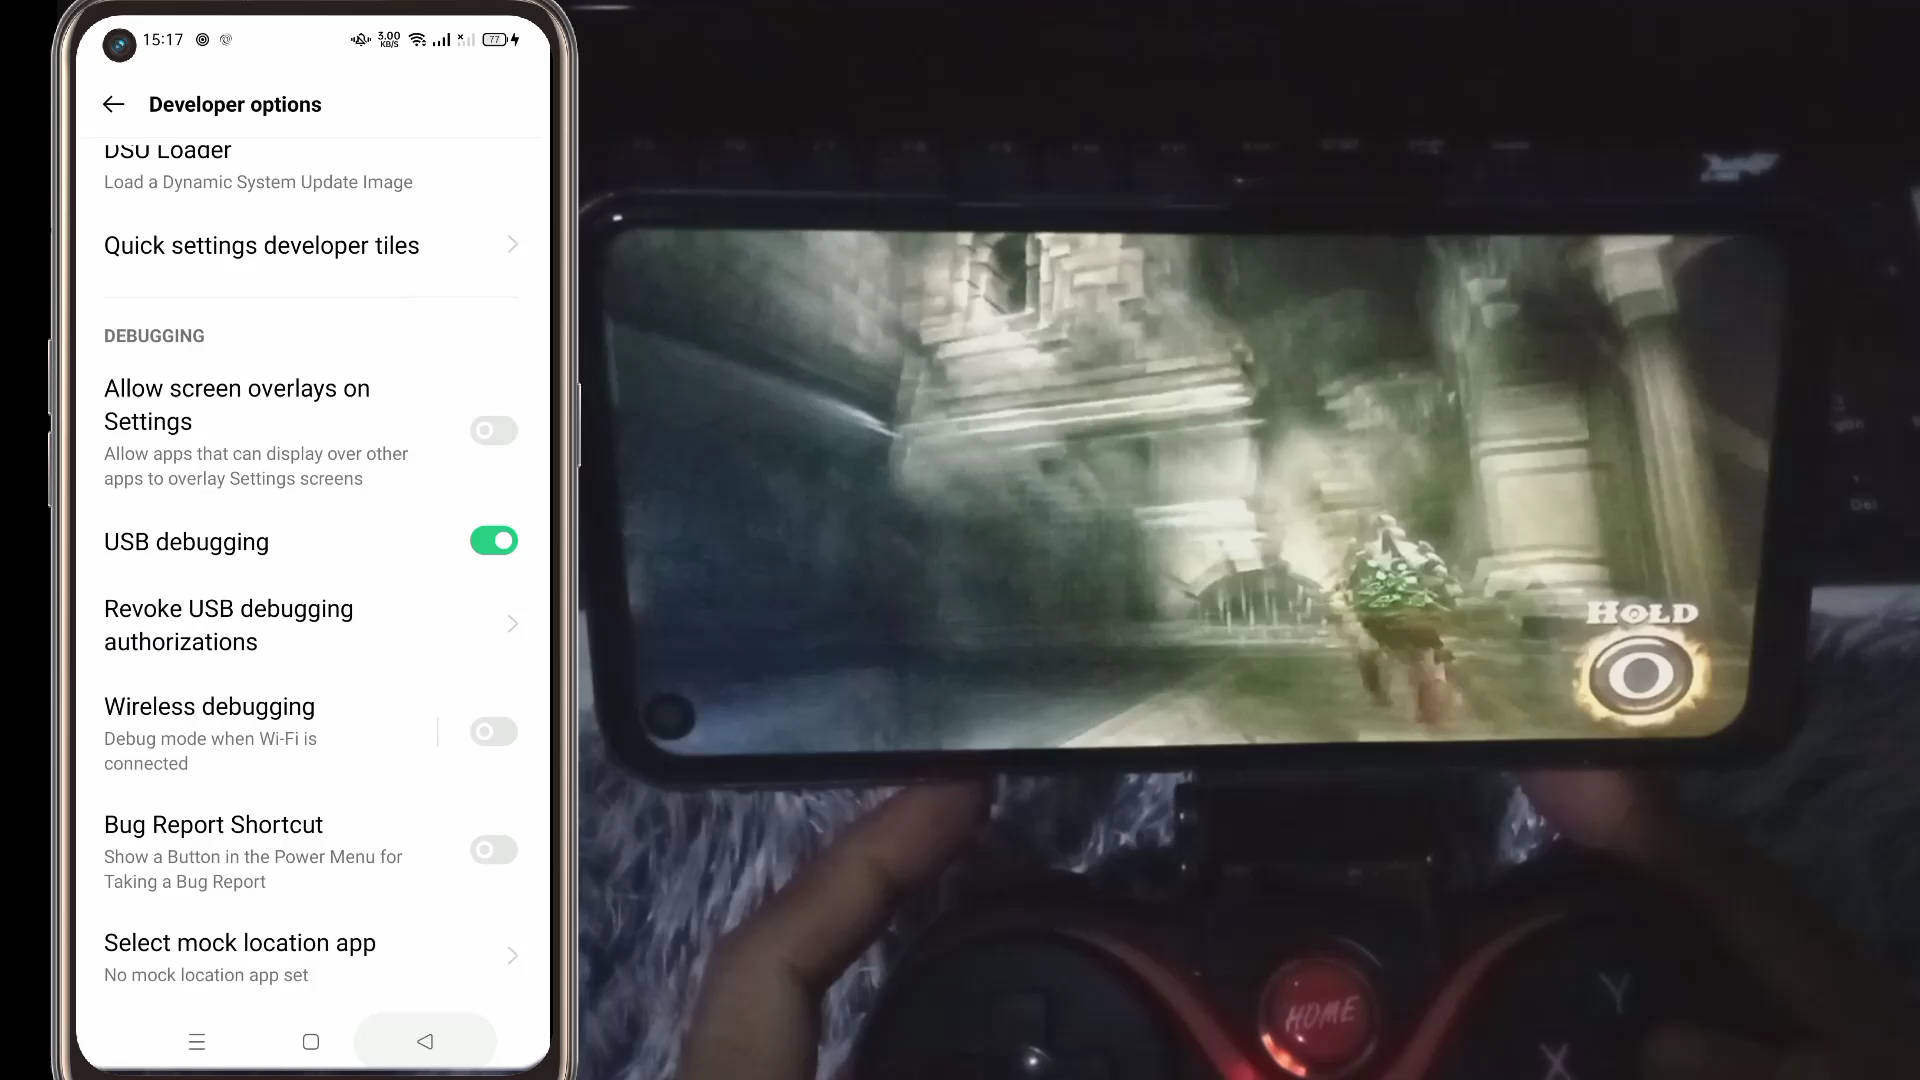 15:17
3.00
KB/S
77
Developer options
DSU Loader
Load a Dynamic System Update Image
Quick settings developer tiles
DEBUGGING
Allow screen overlays on
Settings
Allow apps that can display over other
apps to overlay Settings screens
USB debugging
Revoke USB debugging
authorizations
Wireless debugging
Debug mode when Wi-Fi is
connected
Bug Report Shortcut
Show a Button in the Power Menu for
Taking a Bug Report
Select mock location app
No mock location app set
HOLD
O
HOME
Y
X
Del